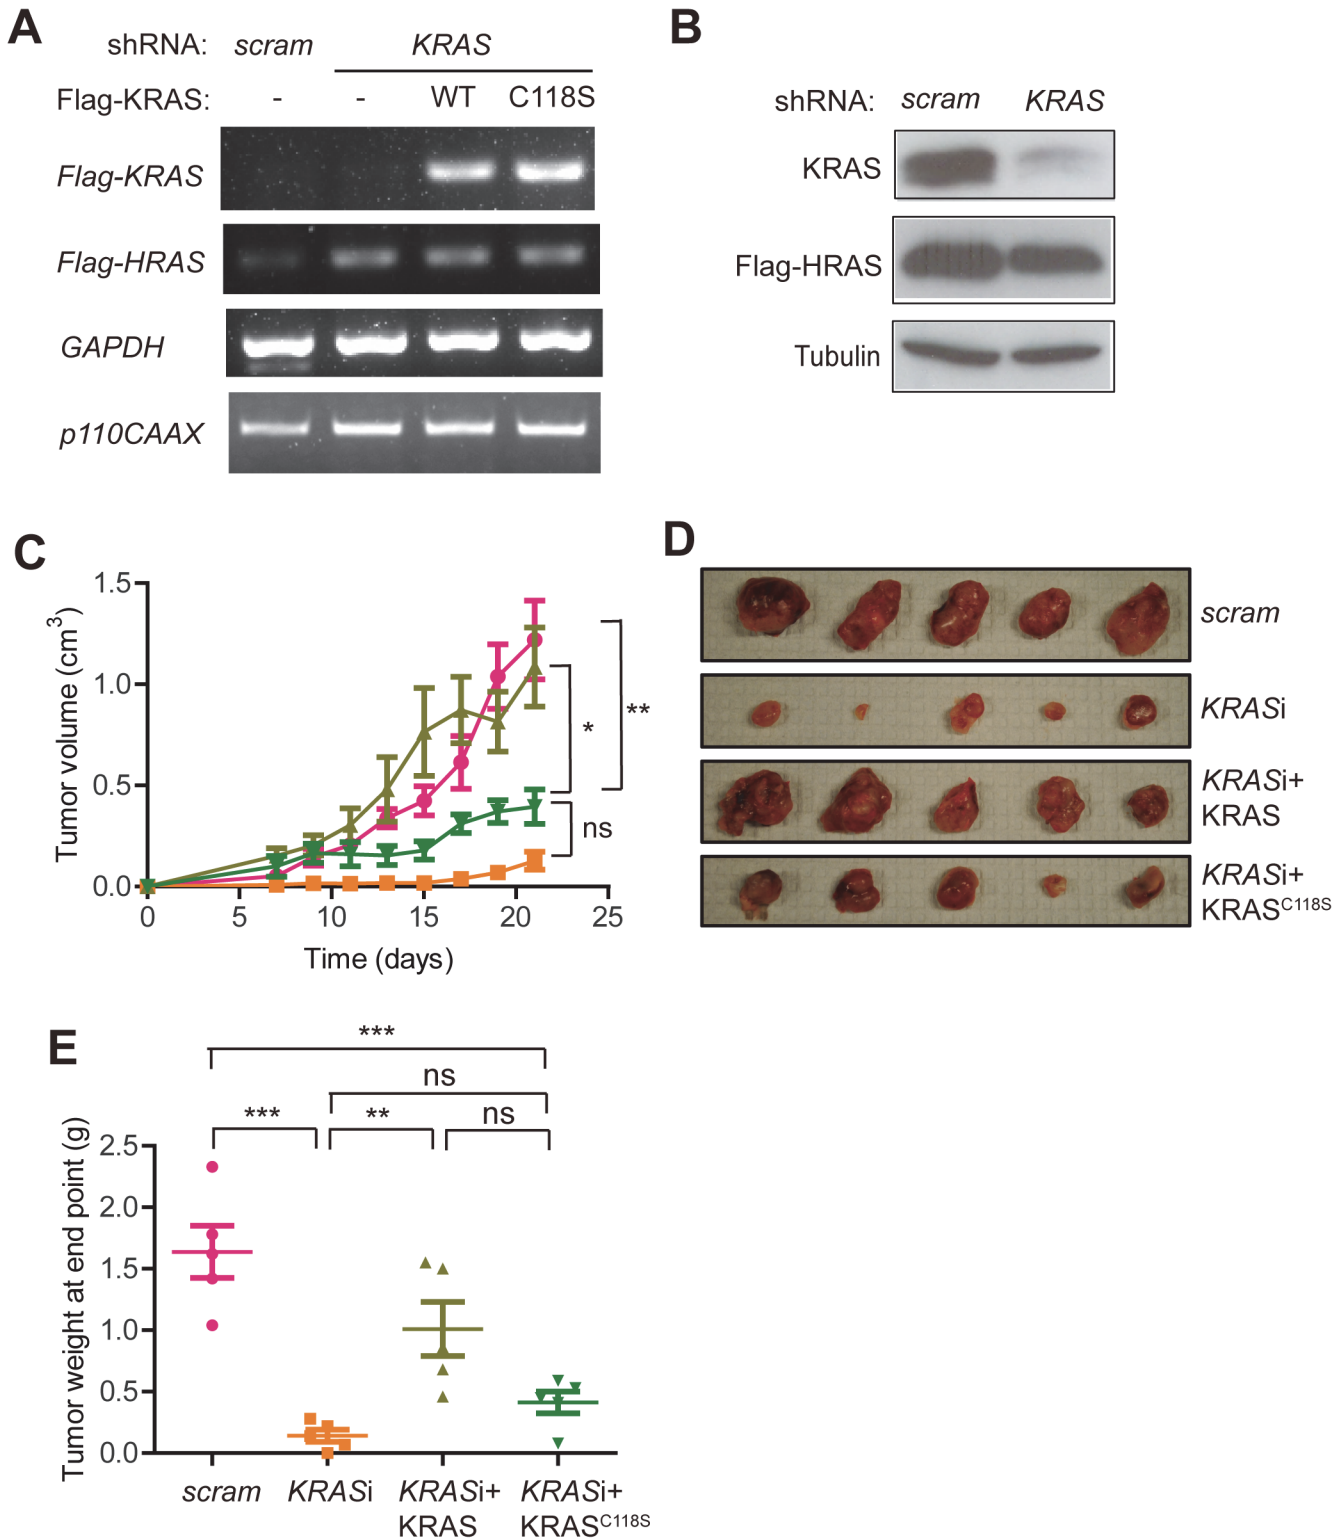 A
shRNA: scram KRAS
Flag-KRAS: - - WT C118S
Flag-KRAS
Flag-HRAS
GAPDH
p110CAAX
B
shRNA: scram KRAS
KRAS
Flag-HRAS
Tubulin
C
Tumor volume (cm³)
1.5
1.0
0.5
0.0
0 5 10 15 20 25
Time (days)
*
**
ns
D
scram
KRASi
KRASi+
KRAS
KRASi+
KRASC118S
E
***
ns
*** ** ns
Tumor weight at end point (g)
2.5
2.0
1.5
1.0
0.5
0.0
scram KRASi KRASi+ KRASi+
KRAS KRASC118S